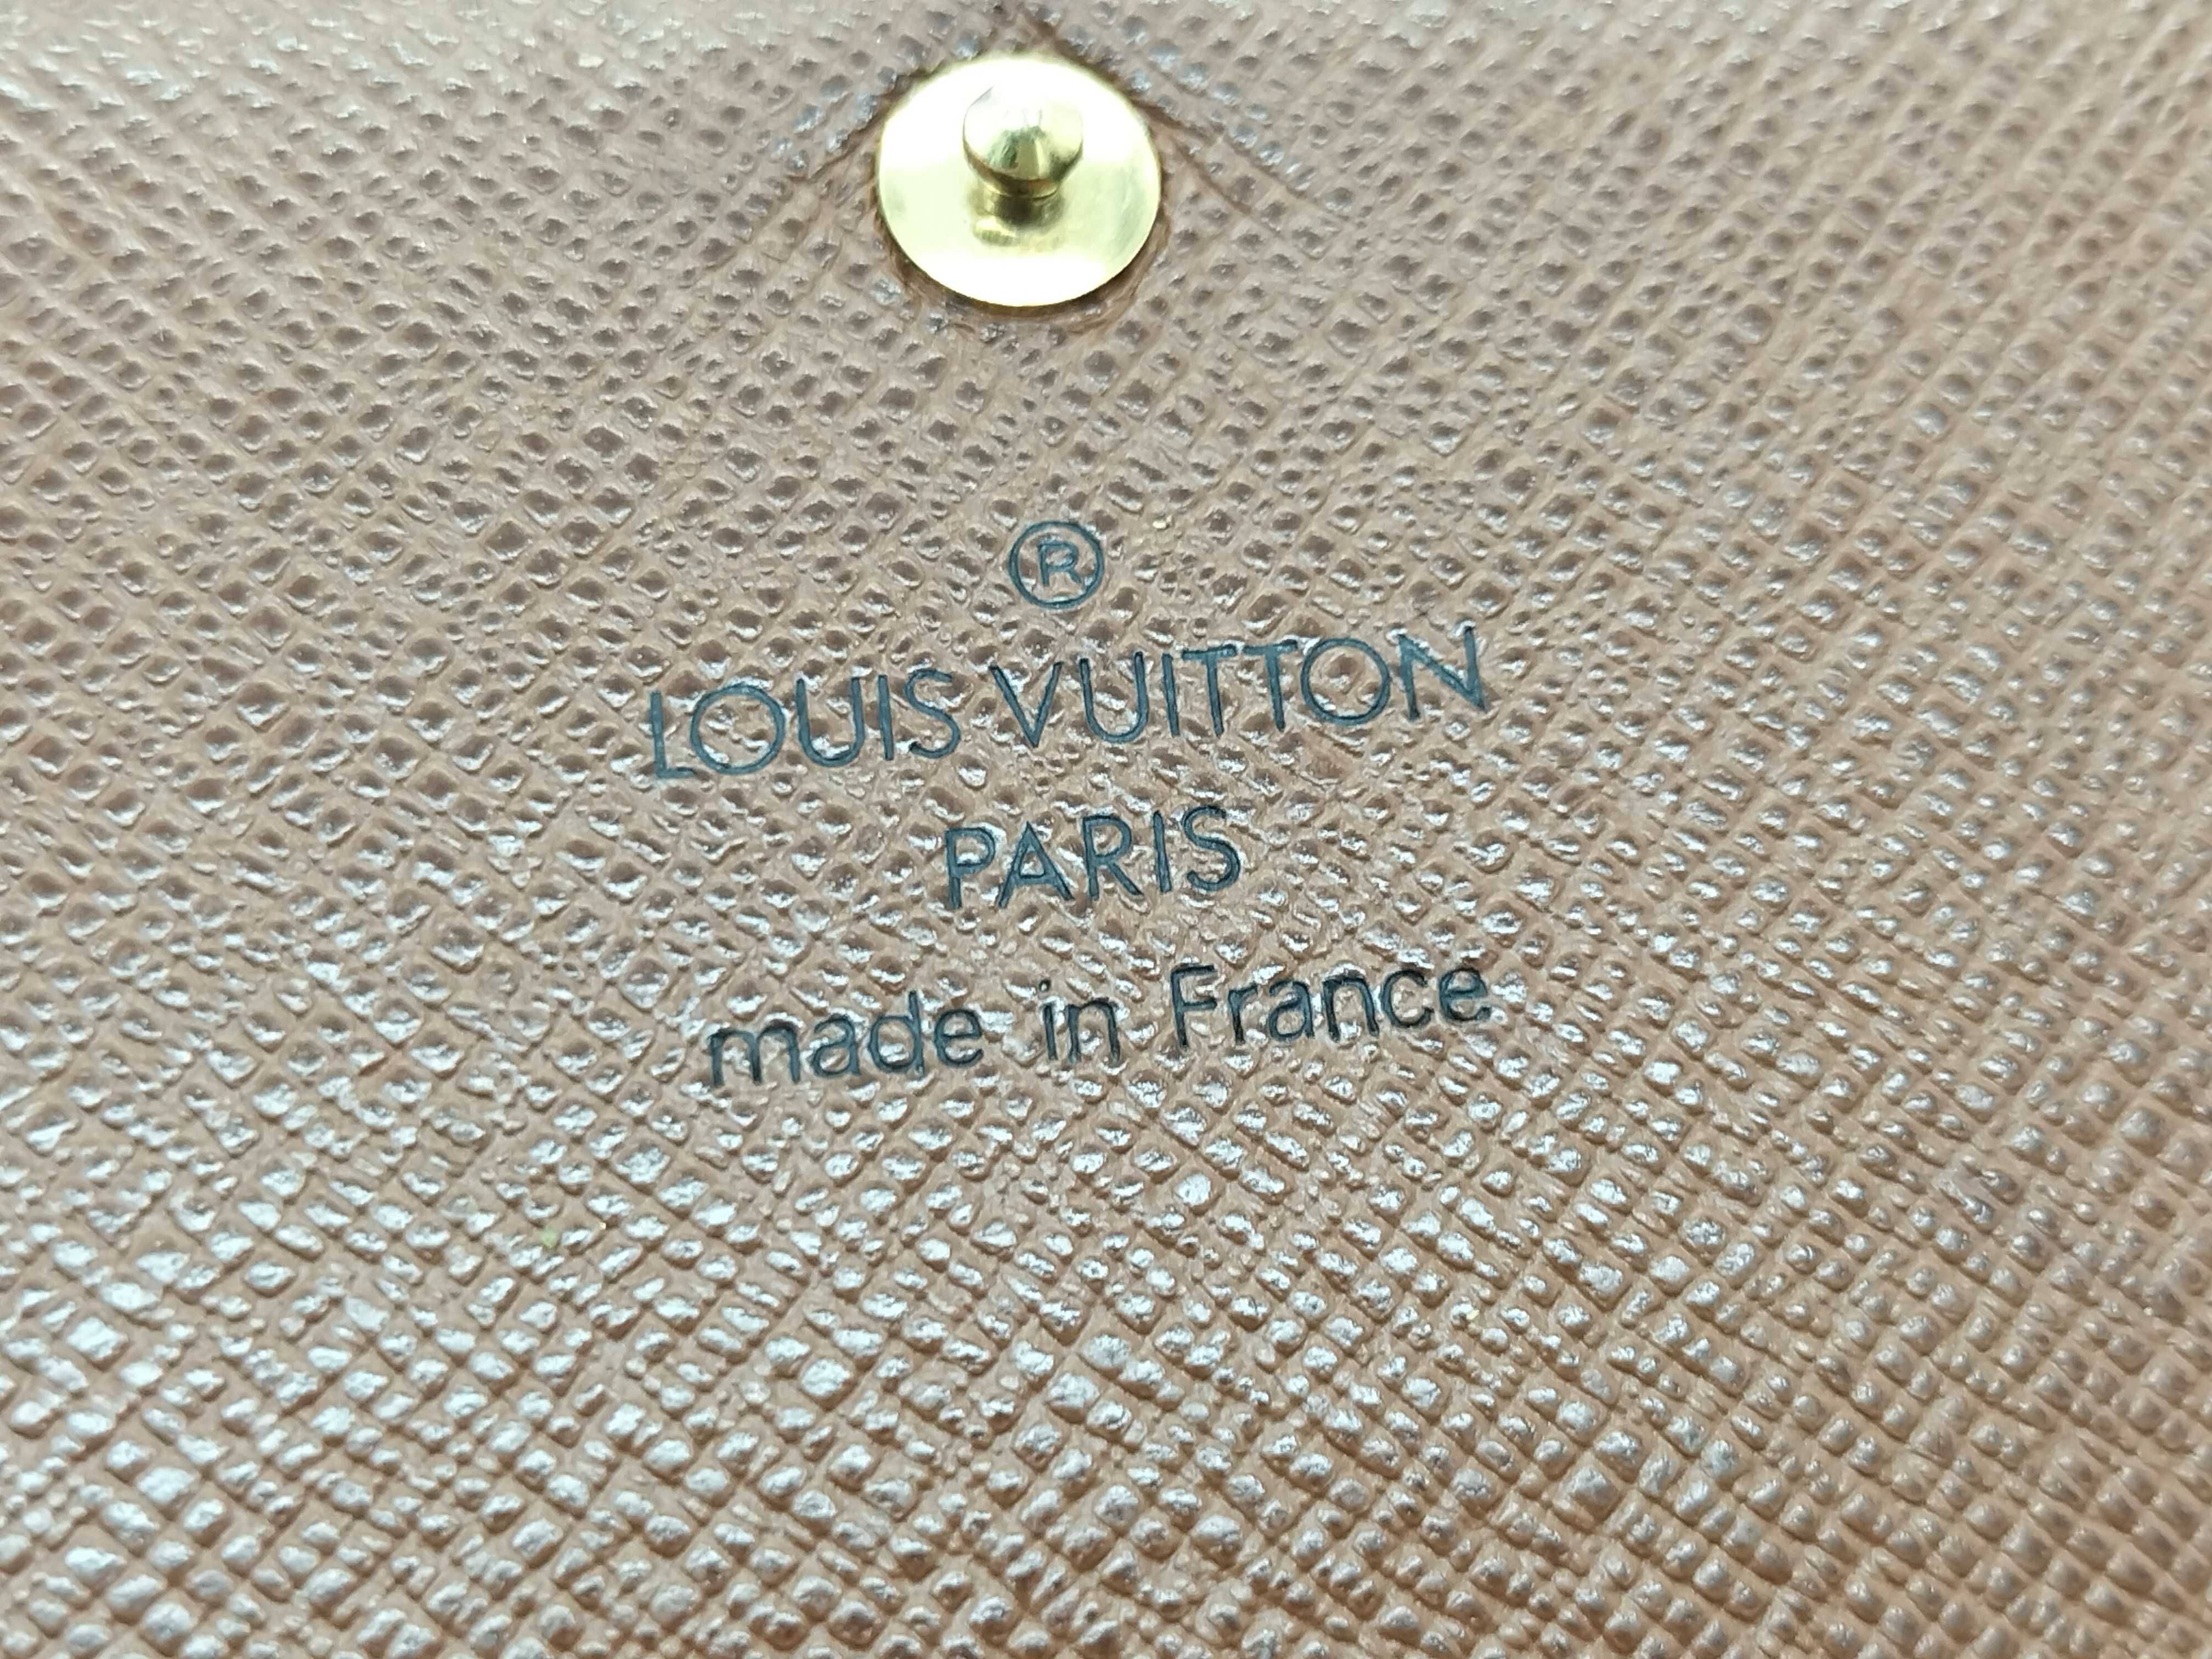 ®
LOUIS VUITTON
PARIS
made in France